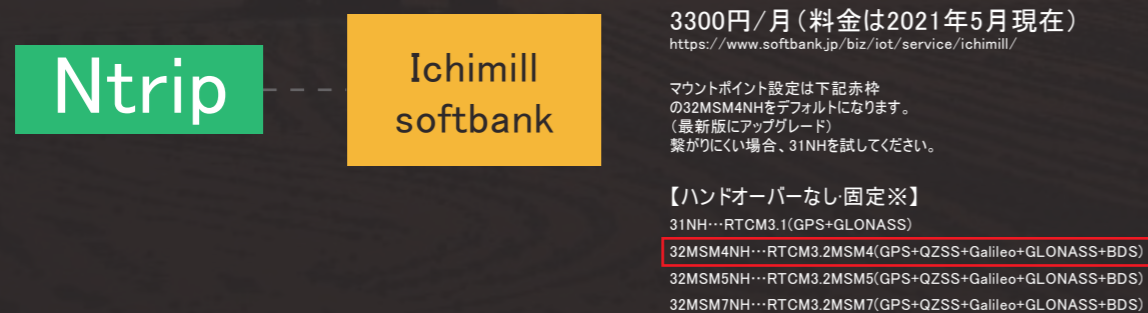 Ntrip
Ichimill
softbank
3300円/月(料金は2021年5月現在)
https://www.softbank.jp/biz/iot/service/ichimill/
マウントポイント設定は下記赤枠
の32MSM4NHをデフォルトになります。
(最新版にアップグレード)
繋がりにくい場合、31NHを試してください。
【ハンドオーバーなし·固定※】
31NH…RTCM3.1(GPS+GLONASS)
32MSM4NH…RTCM3.2MSM4(GPS+QZSS+Galileo+GLONASS+BDS)
32MSM5NH…RTCM3.2MSM5(GPS+QZSS+Galileo+GLONASS+BDS)
32MSM7NH…RTCM3.2MSM7(GPS+QZSS+Galileo+GLONASS+BDS)